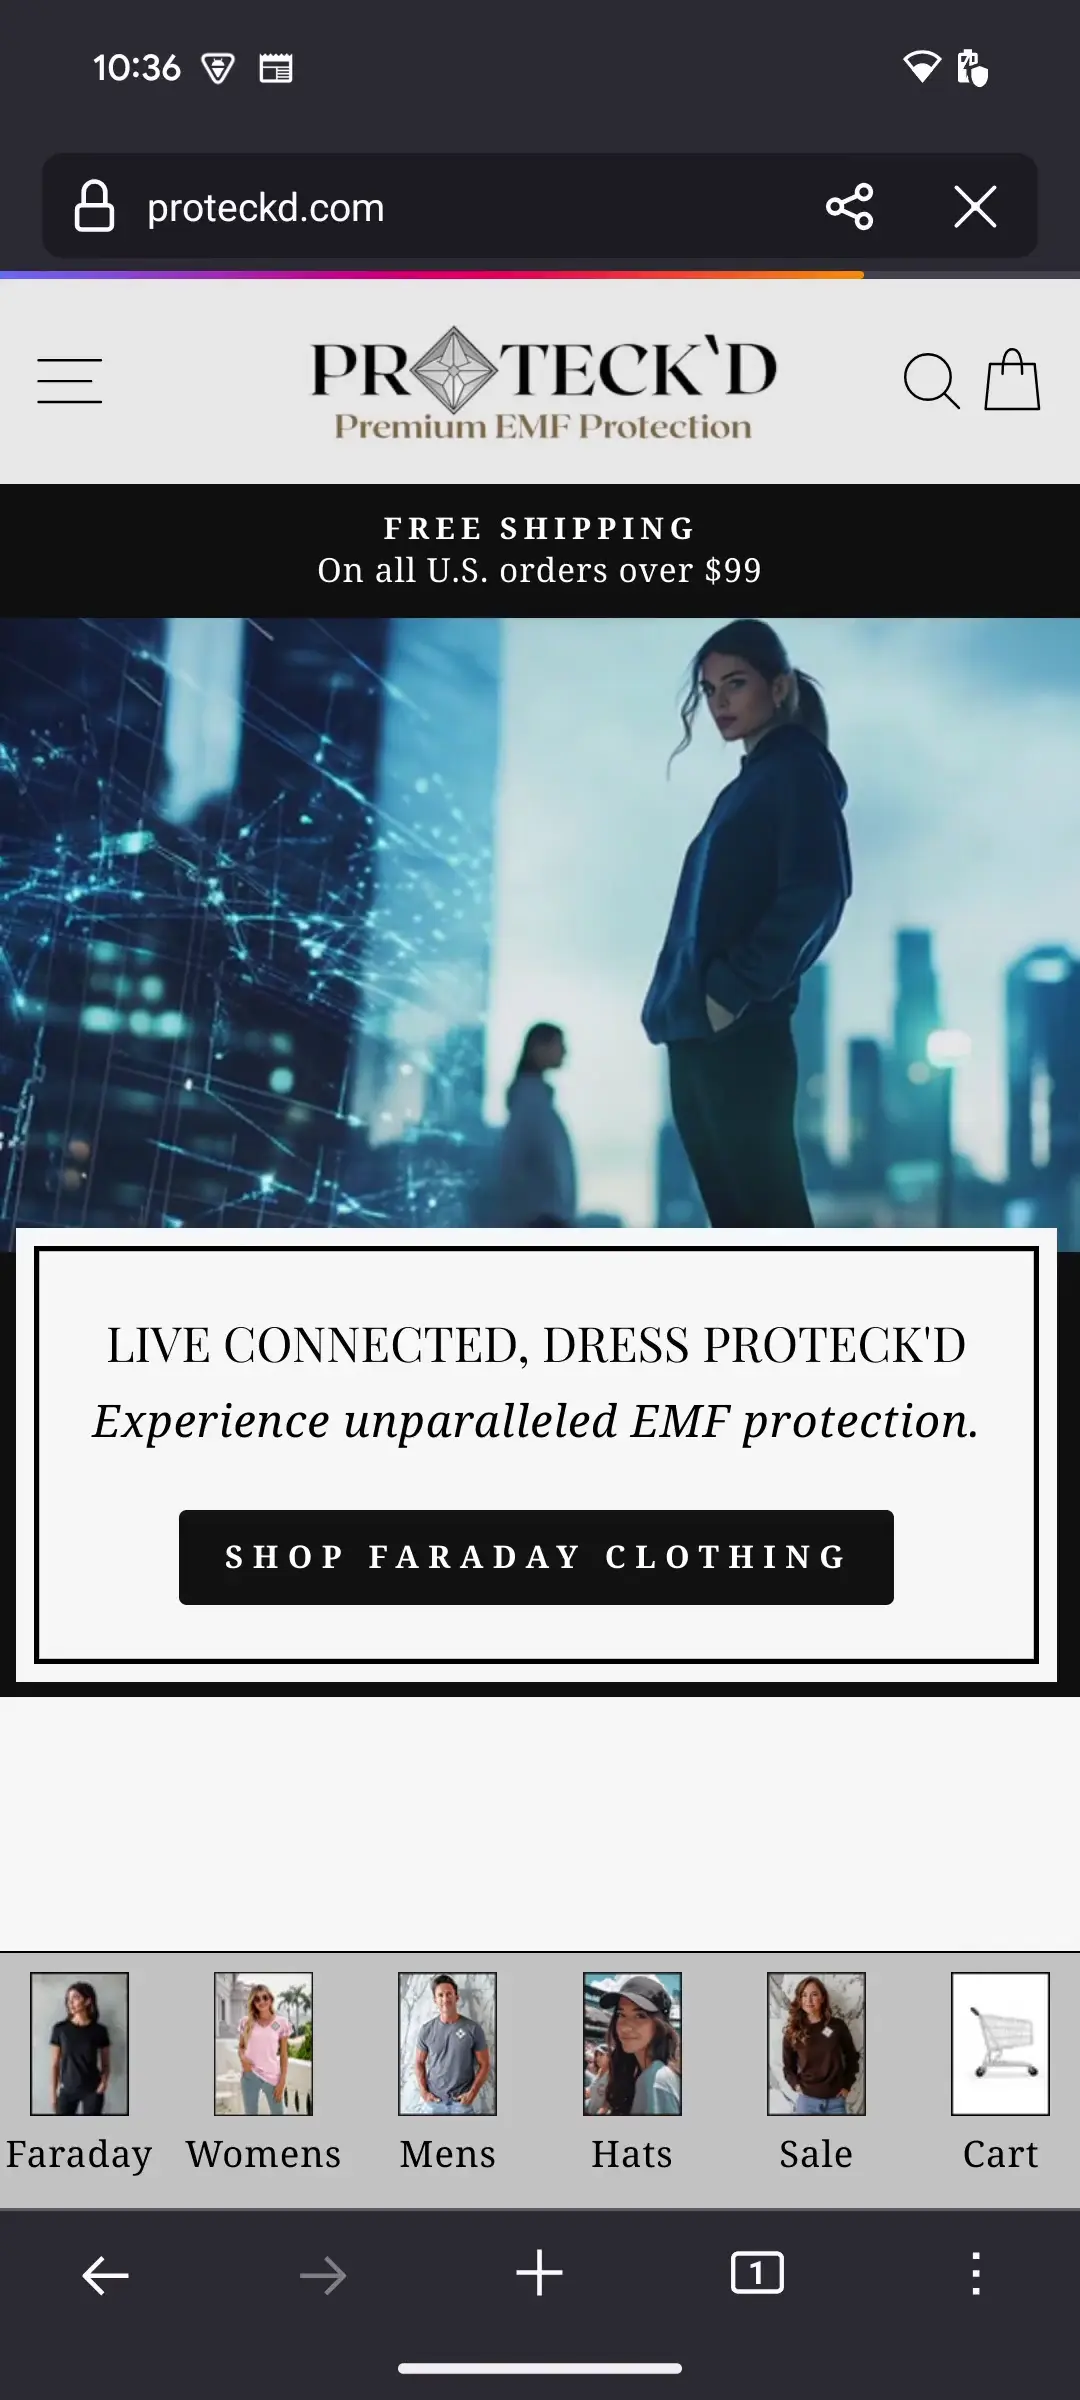 10:36
proteckd.com
PROTECK`D
Premium EMF Protection
FREE SHIPPING
On all U.S. orders over $99
LIVE CONNECTED, DRESS PROTECK'D
Experience unparalleled EMF protection.
SHOP FARADAY CLOTHING
Faraday
Womens
Mens
Hats
Sale
Cart
1